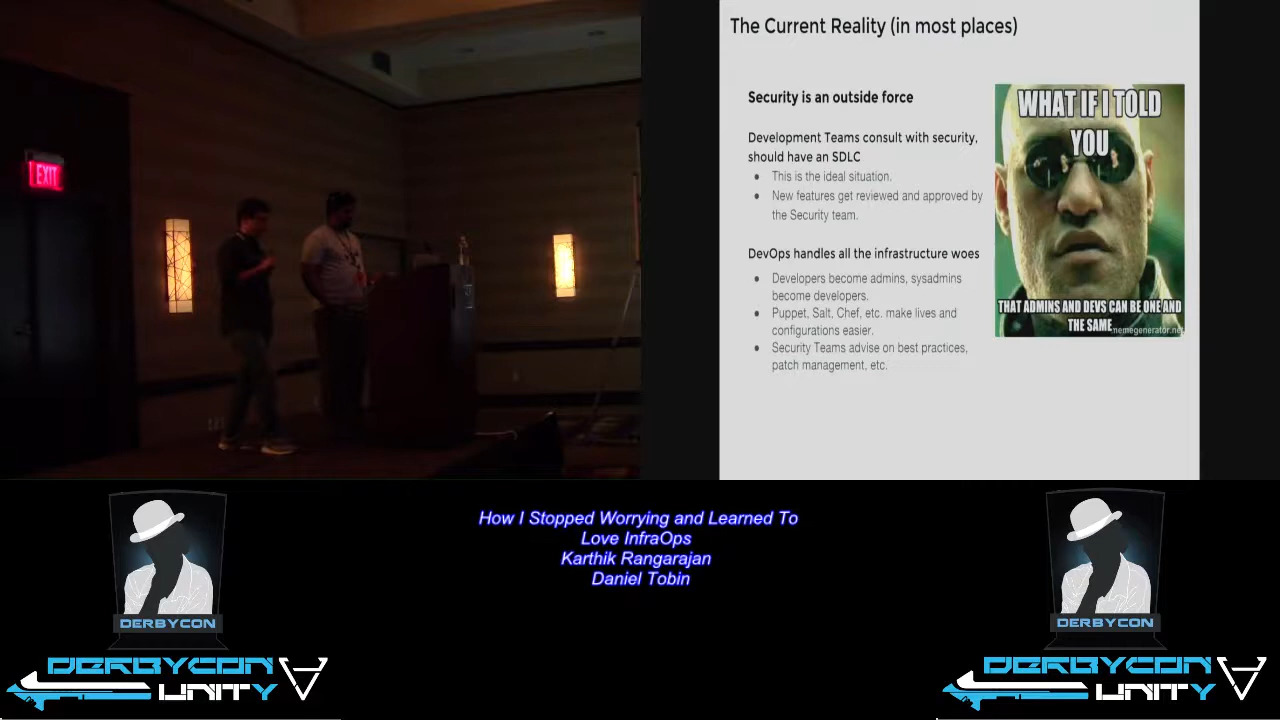 EXIT
The Current Reality (in most places)
Security is an outside force
Development Teams consult with security,
should have an SDLC
● This is the ideal situation.
● New features get reviewed and approved by
the Security team.
DevOps handles all the infrastructure woes
● Developers become admins, sysadmins
become developers.
● Puppet, Salt, Chef, etc. make lives and
configurations easier.
● Security Teams advise on best practices,
patch management, etc.
WHAT IF I TOLD
YOU
THAT ADMINS AND DEVS CAN BE ONE AND
THE SAME
memegenerator.net
How I Stopped Worrying and Learned To
Love InfraOps
Karthik Rangarajan
Daniel Tobin
DERBYCON
DERBYCON
UNITY
DERBYCON
DERBYCON
UNITY